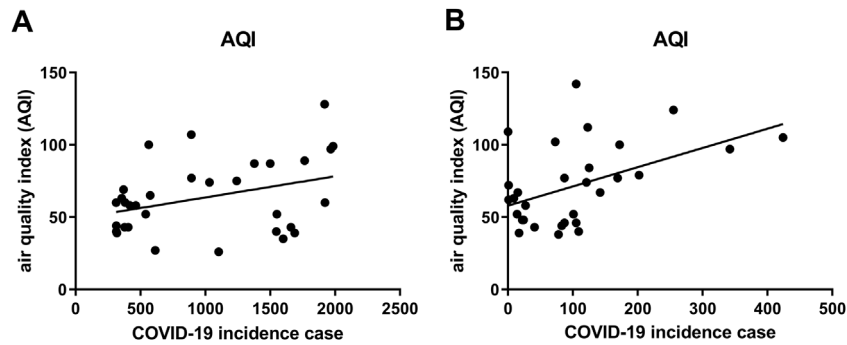 A
AQI
air quality index (AQI)
150
100
50
0
0 500 1000 1500 2000 2500
COVID-19 incidence case
B
AQI
air quality index (AQI)
150
100
50
0
0 100 200 300 400 500
COVID-19 incidence case